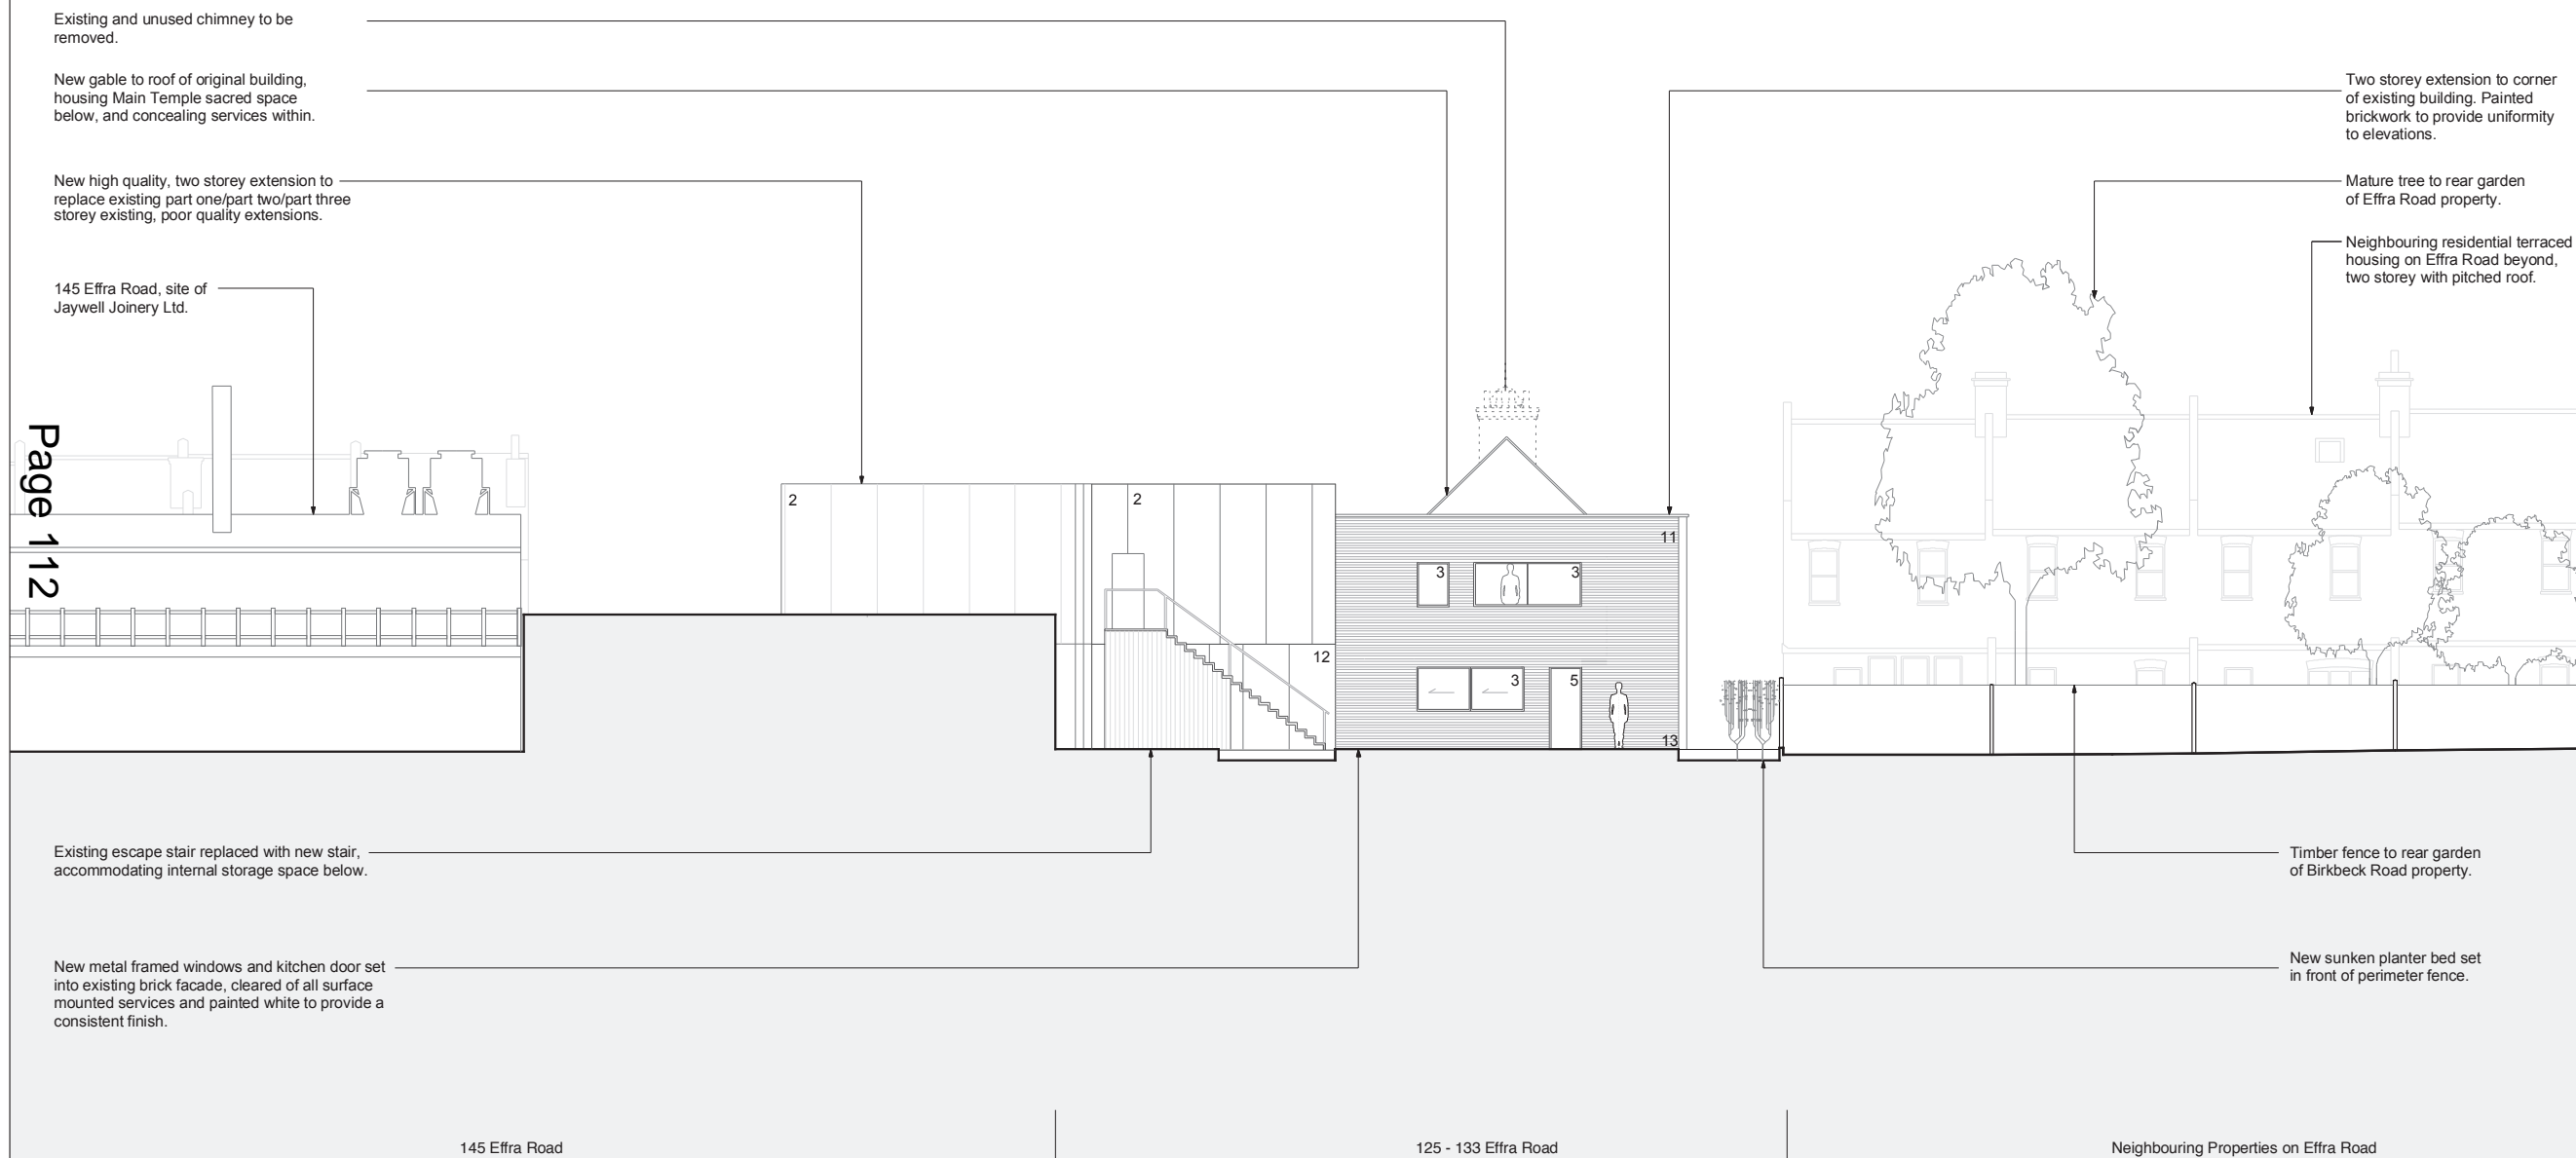 Existing and unused chimney to be
removed.
New gable to roof of original building,
housing Main Temple sacred space
below, and concealing services within.
New high quality, two storey extension to
replace existing part one/part two/part three
storey existing, poor quality extensions.
145 Effra Road, site of
Jaywell Joinery Ltd.
Two storey extension to corner
of existing building. Painted
brickwork to provide uniformity
to elevations.
Mature tree to rear garden
of Effra Road property.
Neighbouring residential terraced
housing on Effra Road beyond,
two storey with pitched roof.
Page 112
2
2
11
3
3
12
3
5
13
Existing escape stair replaced with new stair,
accommodating internal storage space below.
New metal framed windows and kitchen door set
into existing brick facade, cleared of all surface
mounted services and painted white to provide a
consistent finish.
Timber fence to rear garden
of Birkbeck Road property.
New sunken planter bed set
in front of perimeter fence.
145 Effra Road
125 - 133 Effra Road
Neighbouring Properties on Effra Road